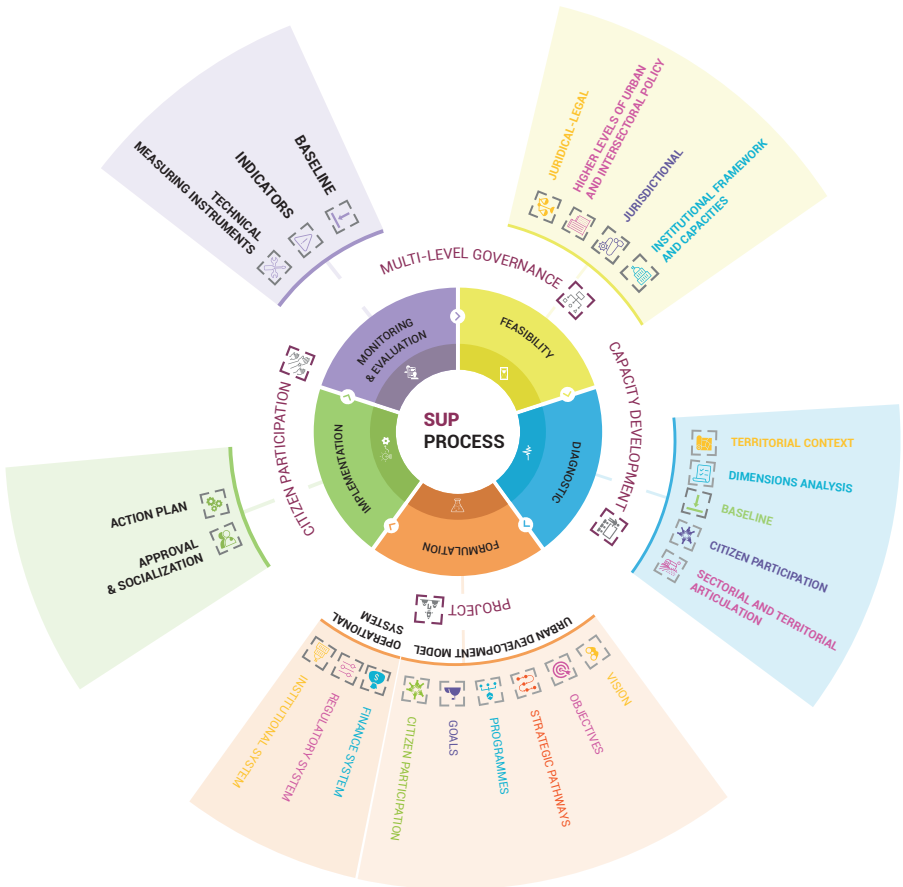 SUP
PROCESS
FEASIBILITY
DIAGNOSTIC
FORMULATION
IMPLEMENTATION
MONITORING
& EVALUATION
MULTI-LEVEL GOVERNANCE
CAPACITY DEVELOPMENT
PROJECT
CITIZEN PARTICIPATION
JURIDICAL-LEGAL
HIGHER LEVELS OF URBAN
AND INTERSECTORAL POLICY
JURISDICTIONAL
INSTITUTIONAL FRAMEWORK
AND CAPACITIES
TERRITORIAL CONTEXT
DIMENSIONS ANALYSIS
BASELINE
CITIZEN PARTICIPATION
SECTORIAL AND TERRITORIAL
ARTICULATION
URBAN DEVELOPMENT MODEL
VISION
OBJECTIVES
STRATEGIC PATHWAYS
PROGRAMMES
GOALS
CITIZEN PARTICIPATION
OPERATIONAL
SYSTEM
FINANCE SYSTEM
REGULATORY SYSTEM
INSTITUTIONAL SYSTEM
$
APPROVAL
& SOCIALIZATION
ACTION PLAN
TECHNICAL
MEASURING INSTRUMENTS
INDICATORS
BASELINE